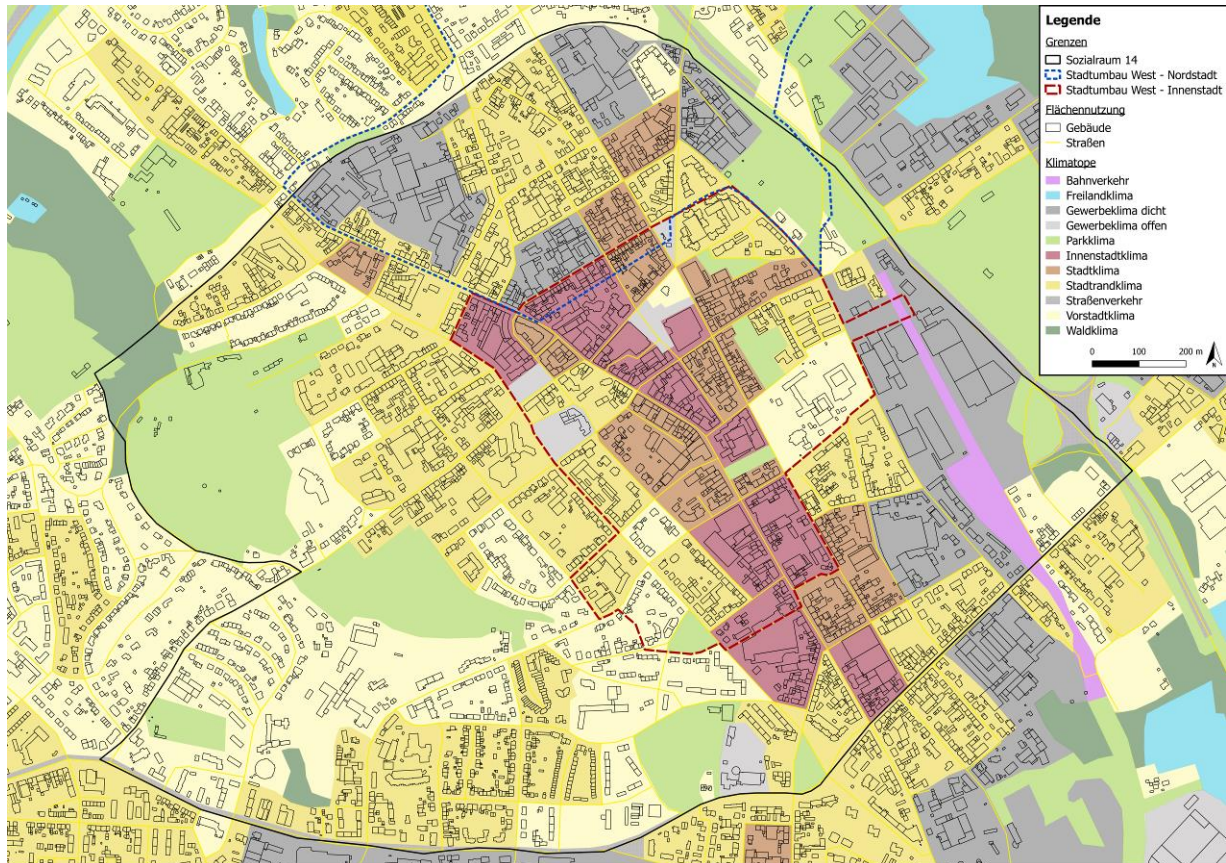 Legende
Grenzen
Sozialraum 14
Stadtumbau West - Nordstadt
Stadtumbau West - Innenstadt
Flächennutzung
Gebäude
Straßen
Klimatope
Bahnverkehr
Freilandklima
Gewerbeklima dicht
Gewerbeklima offen
Parkklima
Innenstadtklima
Stadtklima
Stadtrandklima
Straßenverkehr
Vorstadtklima
Waldklima
0 100 200 m